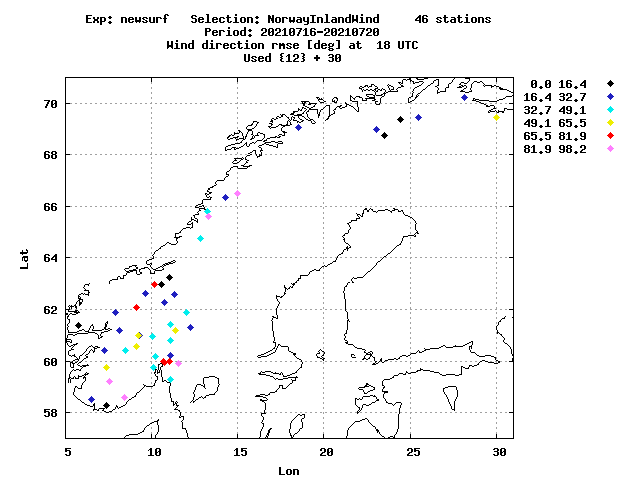 Exp: newsurf   Selection: NorwayInlandWind     46 stations
Period: 20210716-20210720
Wind direction rmse [deg] at  18 UTC
Used {12} + 30
0.0 16.4
16.4 32.7
32.7 49.1
49.1 65.5
65.5 81.9
81.9 98.2
70
68
66
64
62
60
58
Lat
5 10 15 20 25 30
Lon